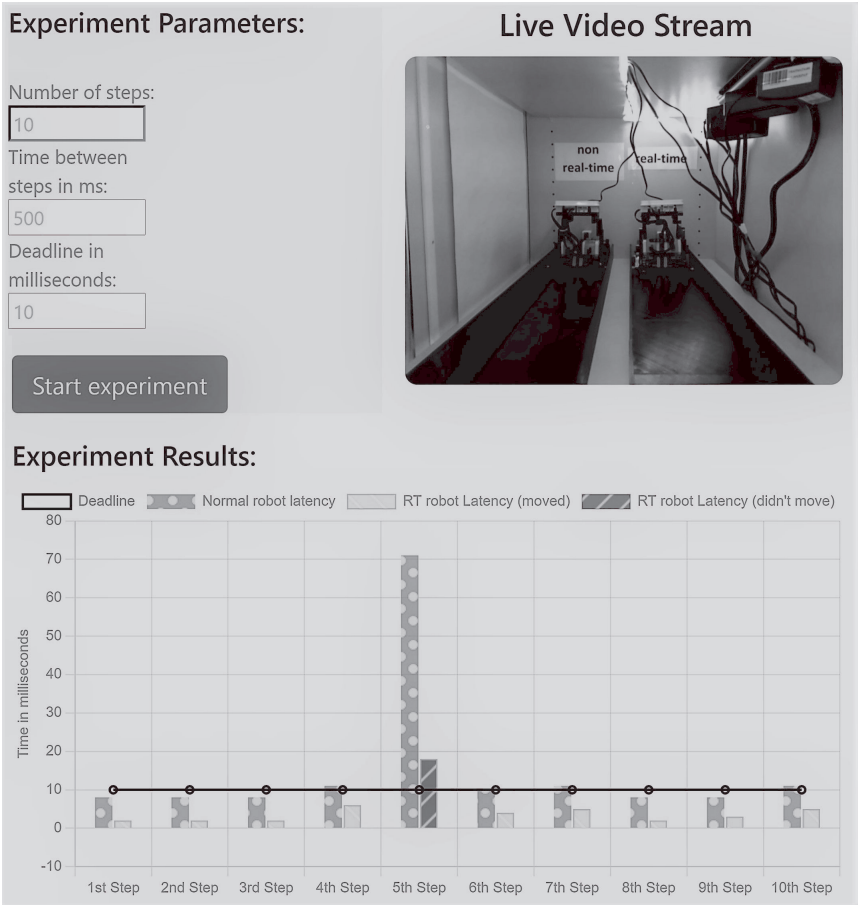 Experiment Parameters:
Number of steps:
10
Time between
steps in ms:
500
Deadline in
milliseconds:
10
Start experiment
Live Video Stream
non
real-time
real-time
Experiment Results:
Deadline
Normal robot latency
RT robot Latency (moved)
RT robot Latency (didn't move)
Time in milliseconds
80
70
60
50
40
30
20
10
0
-10
1st Step
2nd Step
3rd Step
4th Step
5th Step
6th Step
7th Step
8th Step
9th Step
10th Step